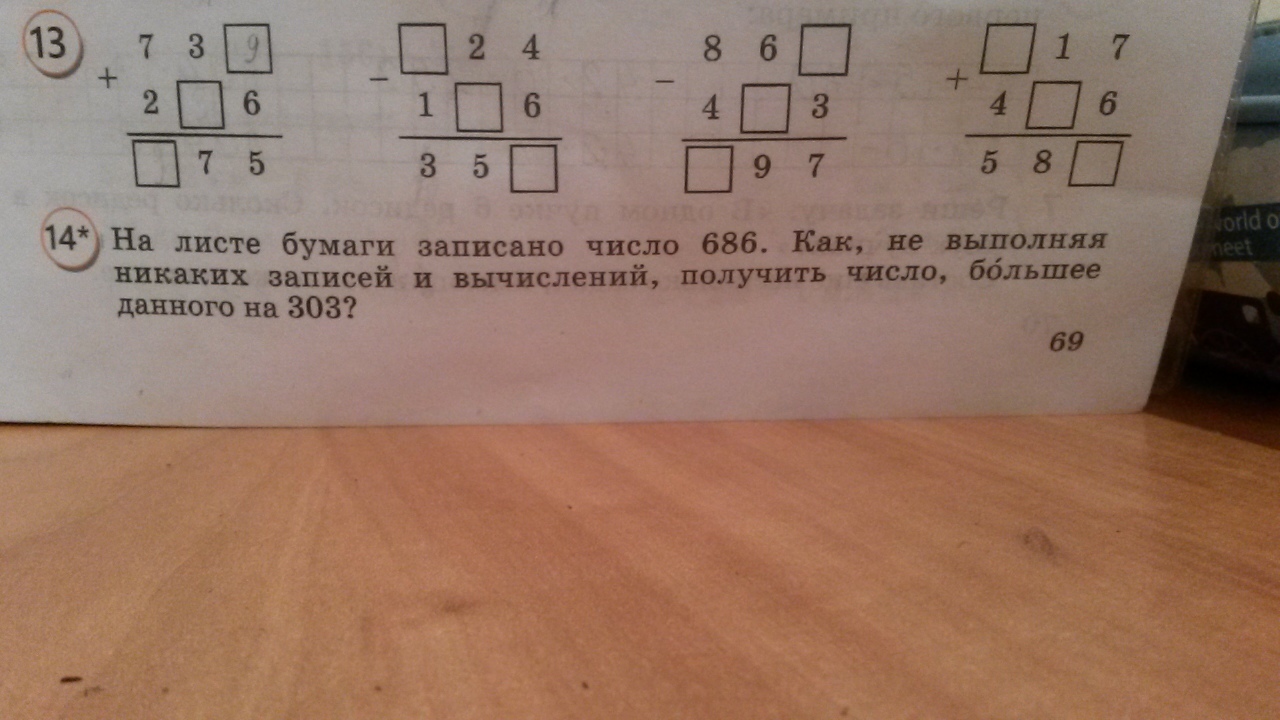 13
7 3 9
+
2 □ 6
□ 7 5
□ 2 4
−
1 □ 6
3 5 □
8 6 □
−
4 □ 3
□ 9 7
□ 1 7
+
4 □ 6
5 8 □
14* На листе бумаги записано число 686. Как, не выполняя
никаких записей и вычислений, получить число, бо́льшее
данного на 303?
69